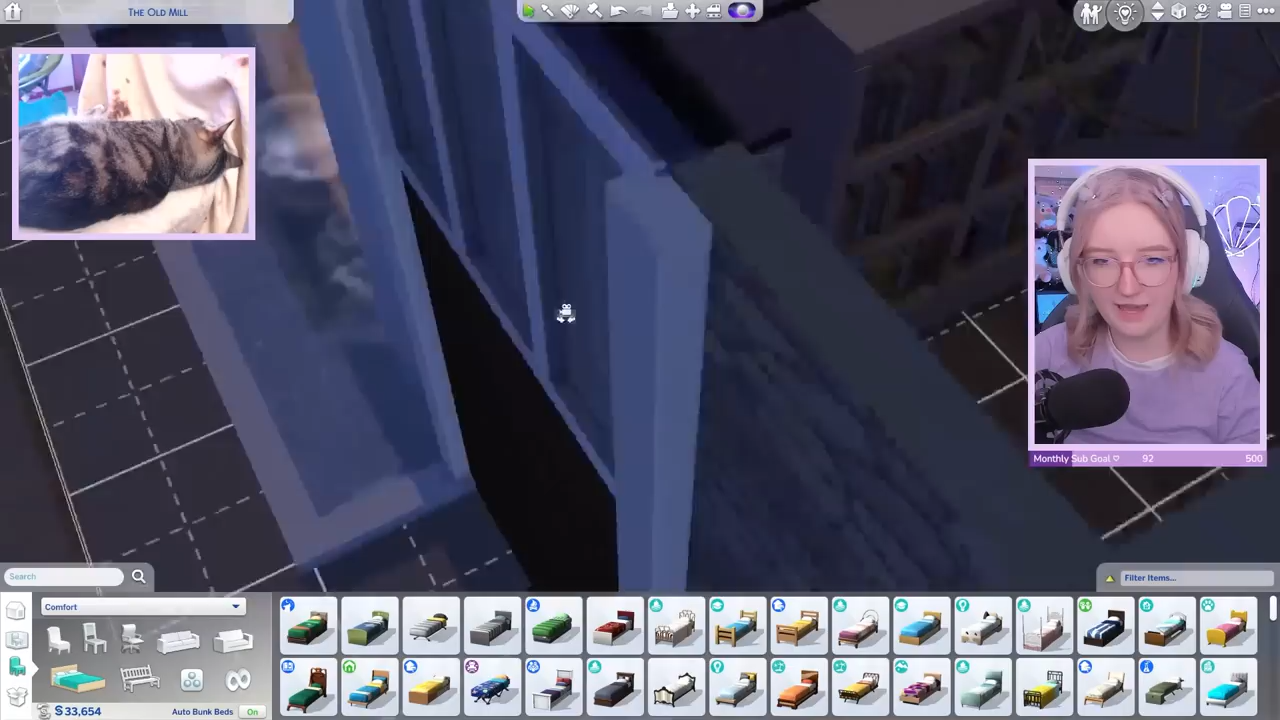 The Old Mill
Monthly Sub Goal ♡ 92 500
Search
Filter Items...
Comfort
§33,654
Auto Bunk Beds On